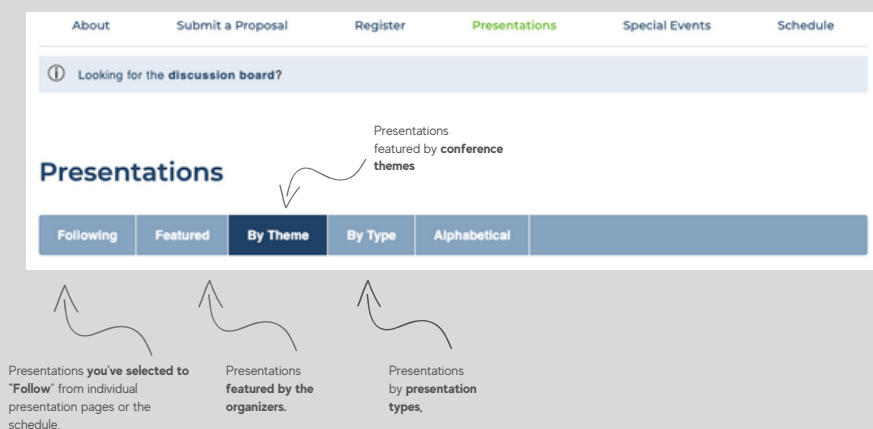 About Submit a Proposal Register Presentations Special Events Schedule
Looking for the discussion board?
Presentations
featured by conference
themes
Presentations
Following Featured By Theme By Type Alphabetical
Presentations you've selected to
"Follow" from individual
presentation pages or the
schedule.
Presentations
featured by the
organizers.
Presentations
by presentation
types,